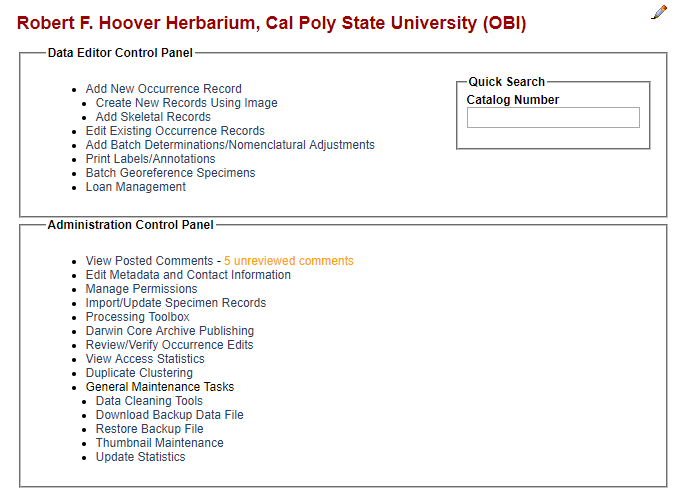 Robert F. Hoover Herbarium, Cal Poly State University (OBI)
Data Editor Control Panel
Add New Occurrence Record
Create New Records Using Image
Add Skeletal Records
Edit Existing Occurrence Records
Add Batch Determinations/Nomenclatural Adjustments
Print Labels/Annotations
Batch Georeference Specimens
Loan Management
Quick Search
Catalog Number
Administration Control Panel
View Posted Comments - 5 unreviewed comments
Edit Metadata and Contact Information
Manage Permissions
Import/Update Specimen Records
Processing Toolbox
Darwin Core Archive Publishing
Review/Verify Occurrence Edits
View Access Statistics
Duplicate Clustering
General Maintenance Tasks
Data Cleaning Tools
Download Backup Data File
Restore Backup File
Thumbnail Maintenance
Update Statistics